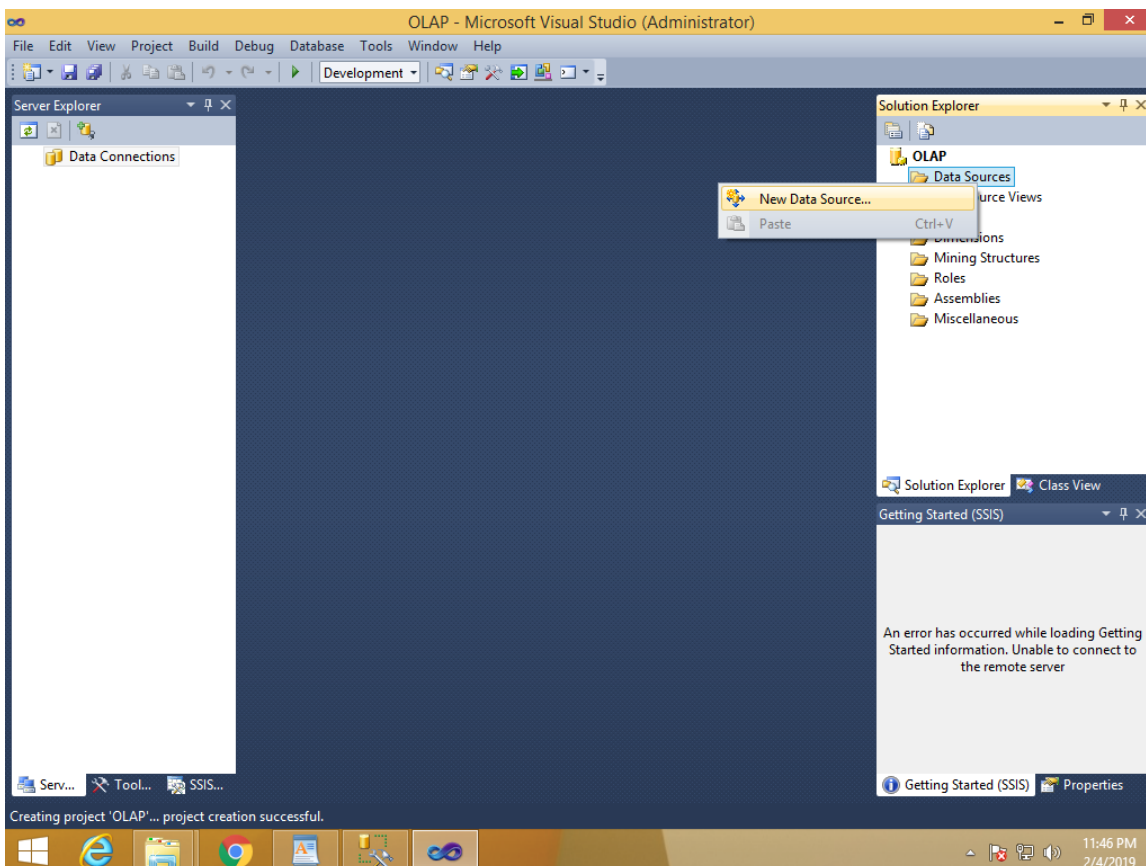 OLAP - Microsoft Visual Studio (Administrator)
File Edit View Project Build Debug Database Tools Window Help
Development
Server Explorer
Data Connections
Solution Explorer
OLAP
Data Sources
New Data Source...
urce Views
Paste Ctrl+V
Dimensions
Mining Structures
Roles
Assemblies
Miscellaneous
Solution Explorer Class View
Getting Started (SSIS)
An error has occurred while loading Getting
Started information. Unable to connect to
the remote server
Serv... Tool... SSIS...
Getting Started (SSIS) Properties
Creating project 'OLAP'... project creation successful.
11:46 PM
2/4/2019